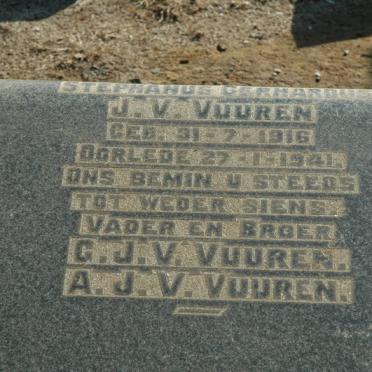 STEPHANUS GERHARDUS
J. V. VUUREN
GEB. 31-7-1916
OORLEDE 27-1-1941.
ONS BEMIN U STEEDS
TOT WEDER SIENS.
VADER EN BROER
G. J. V. VUUREN.
A. J. V. VUUREN.